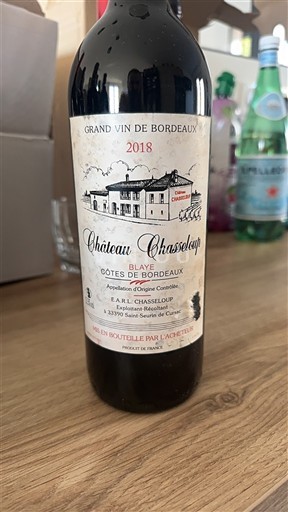 GRAND VIN DE BORDEAUX
2018
Château
CHASSELOUP
Château Chasseloup
BLAYE
CÔTES DE BORDEAUX
Appellation d'Origine Contrôlée
E.A.R.L. CHASSELOUP
Exploitant-Récoltant
à 33390 Saint-Seurin de Cursac
MIS EN BOUTEILLE PAR L'ACHETEUR
PRODUIT DE FRANCE
S.PELLEGRINO